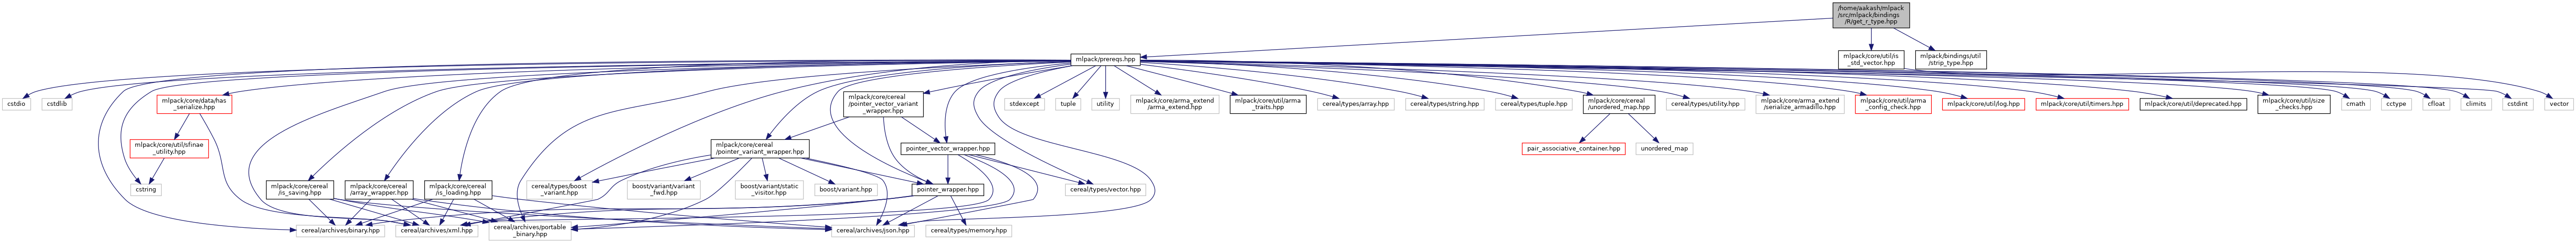 /home/aakash/mlpack
/src/mlpack/bindings
/R/get_r_type.hpp
mlpack/prereqs.hpp
mlpack/core/util/is
_std_vector.hpp
mlpack/bindings/util
/strip_type.hpp
cstdio
cstdlib
mlpack/core/data/has
_serialize.hpp
mlpack/core/cereal
/pointer_vector_variant
_wrapper.hpp
stdexcept
tuple
utility
mlpack/core/arma_extend
/arma_extend.hpp
mlpack/core/util/arma
_traits.hpp
cereal/types/array.hpp
cereal/types/string.hpp
cereal/types/tuple.hpp
mlpack/core/cereal
/unordered_map.hpp
cereal/types/utility.hpp
mlpack/core/arma_extend
/serialize_armadillo.hpp
mlpack/core/util/arma
_config_check.hpp
mlpack/core/util/log.hpp
mlpack/core/util/timers.hpp
mlpack/core/util/deprecated.hpp
mlpack/core/util/size
_checks.hpp
cmath
cctype
cfloat
climits
cstdint
vector
mlpack/core/util/sfinae
_utility.hpp
mlpack/core/cereal
/pointer_variant_wrapper.hpp
pointer_vector_wrapper.hpp
pair_associative_container.hpp
unordered_map
cstring
mlpack/core/cereal
/is_saving.hpp
mlpack/core/cereal
/array_wrapper.hpp
mlpack/core/cereal
/is_loading.hpp
cereal/types/boost
_variant.hpp
boost/variant/variant
_fwd.hpp
boost/variant/static
_visitor.hpp
boost/variant.hpp
pointer_wrapper.hpp
cereal/types/vector.hpp
cereal/archives/binary.hpp
cereal/archives/xml.hpp
cereal/archives/portable
_binary.hpp
cereal/archives/json.hpp
cereal/types/memory.hpp